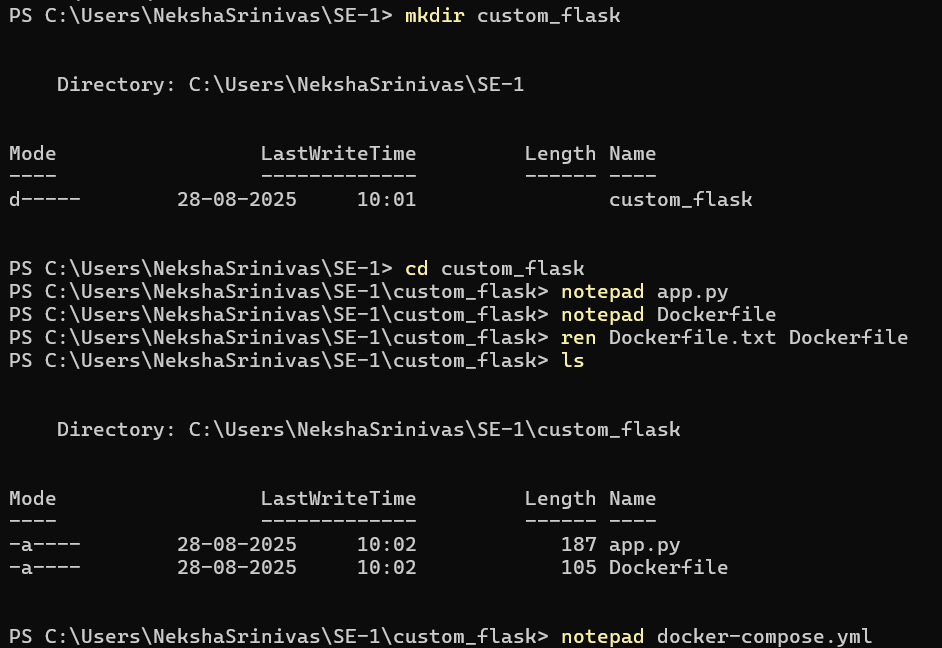 PS C:\Users\NekshaSrinivas\SE-1> mkdir custom_flask
Directory: C:\Users\NekshaSrinivas\SE-1
Mode                 LastWriteTime         Length Name
----                 -------------         ------ ----
d-----        28-08-2025     10:01                custom_flask
PS C:\Users\NekshaSrinivas\SE-1> cd custom_flask
PS C:\Users\NekshaSrinivas\SE-1\custom_flask> notepad app.py
PS C:\Users\NekshaSrinivas\SE-1\custom_flask> notepad Dockerfile
PS C:\Users\NekshaSrinivas\SE-1\custom_flask> ren Dockerfile.txt Dockerfile
PS C:\Users\NekshaSrinivas\SE-1\custom_flask> ls
Directory: C:\Users\NekshaSrinivas\SE-1\custom_flask
Mode                 LastWriteTime         Length Name
----                 -------------         ------ ----
-a----        28-08-2025     10:02            187 app.py
-a----        28-08-2025     10:02            105 Dockerfile
PS C:\Users\NekshaSrinivas\SE-1\custom_flask> notepad docker-compose.yml